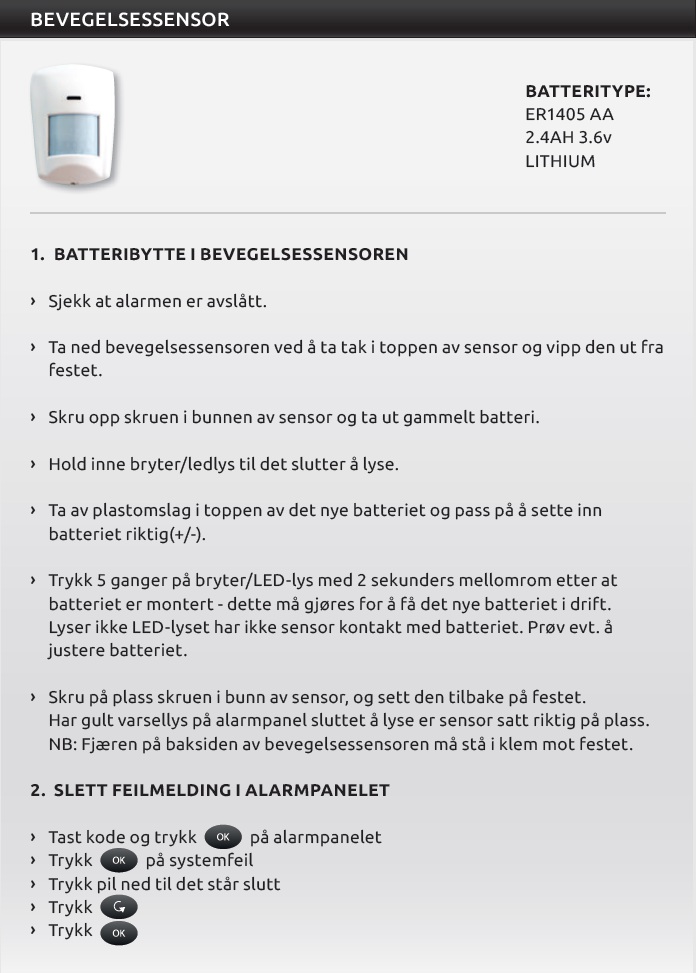 BEVEGELSESSENSOR
BATTERITYPE:
ER1405 AA
2.4AH 3.6v
LITHIUM
1. BATTERIBYTTE I BEVEGELSESSENSOREN
› Sjekk at alarmen er avslått.
› Ta ned bevegelsessensoren ved å ta tak i toppen av sensor og vipp den ut fra
festet.
› Skru opp skruen i bunnen av sensor og ta ut gammelt batteri.
› Hold inne bryter/ledlys til det slutter å lyse.
› Ta av plastomslag i toppen av det nye batteriet og pass på å sette inn
batteriet riktig(+/-).
› Trykk 5 ganger på bryter/LED-lys med 2 sekunders mellomrom etter at
batteriet er montert - dette må gjøres for å få det nye batteriet i drift.
Lyser ikke LED-lyset har ikke sensor kontakt med batteriet. Prøv evt. å
justere batteriet.
› Skru på plass skruen i bunn av sensor, og sett den tilbake på festet.
Har gult varsellys på alarmpanel sluttet å lyse er sensor satt riktig på plass.
NB: Fjæren på baksiden av bevegelsessensoren må stå i klem mot festet.
2. SLETT FEILMELDING I ALARMPANELET
› Tast kode og trykk OK på alarmpanelet
› Trykk OK på systemfeil
› Trykk pil ned til det står slutt
› Trykk
› Trykk OK